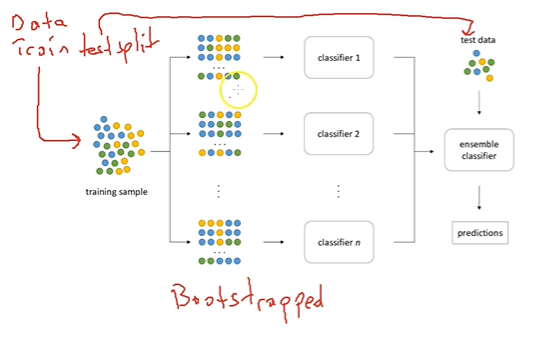 Data
train test split
test data
classifier 1
training sample
classifier 2
ensemble
classifier
...
classifier n
predictions
Bootstrapped